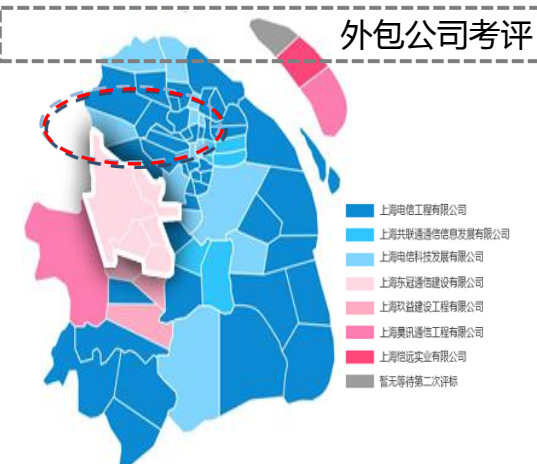 外包公司考评
上海电信工程有限公司
上海共联通通信信息发展有限公司
上海电信科技发展有限公司
上海东冠通信建设有限公司
上海玖益建设工程有限公司
上海昊讯通信工程有限公司
上海恺远实业有限公司
暂无等待第二次评标